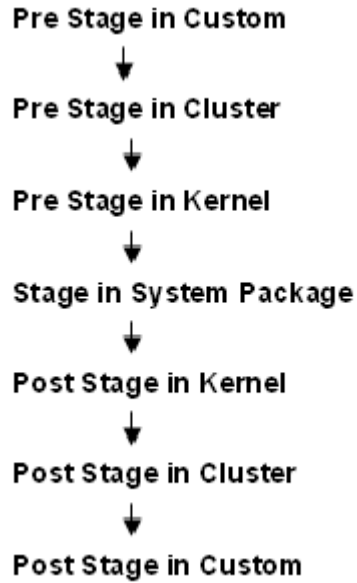 Pre Stage in Custom
Pre Stage in Cluster
Pre Stage in Kernel
Stage in System Package
Post Stage in Kernel
Post Stage in Cluster
Post Stage in Custom